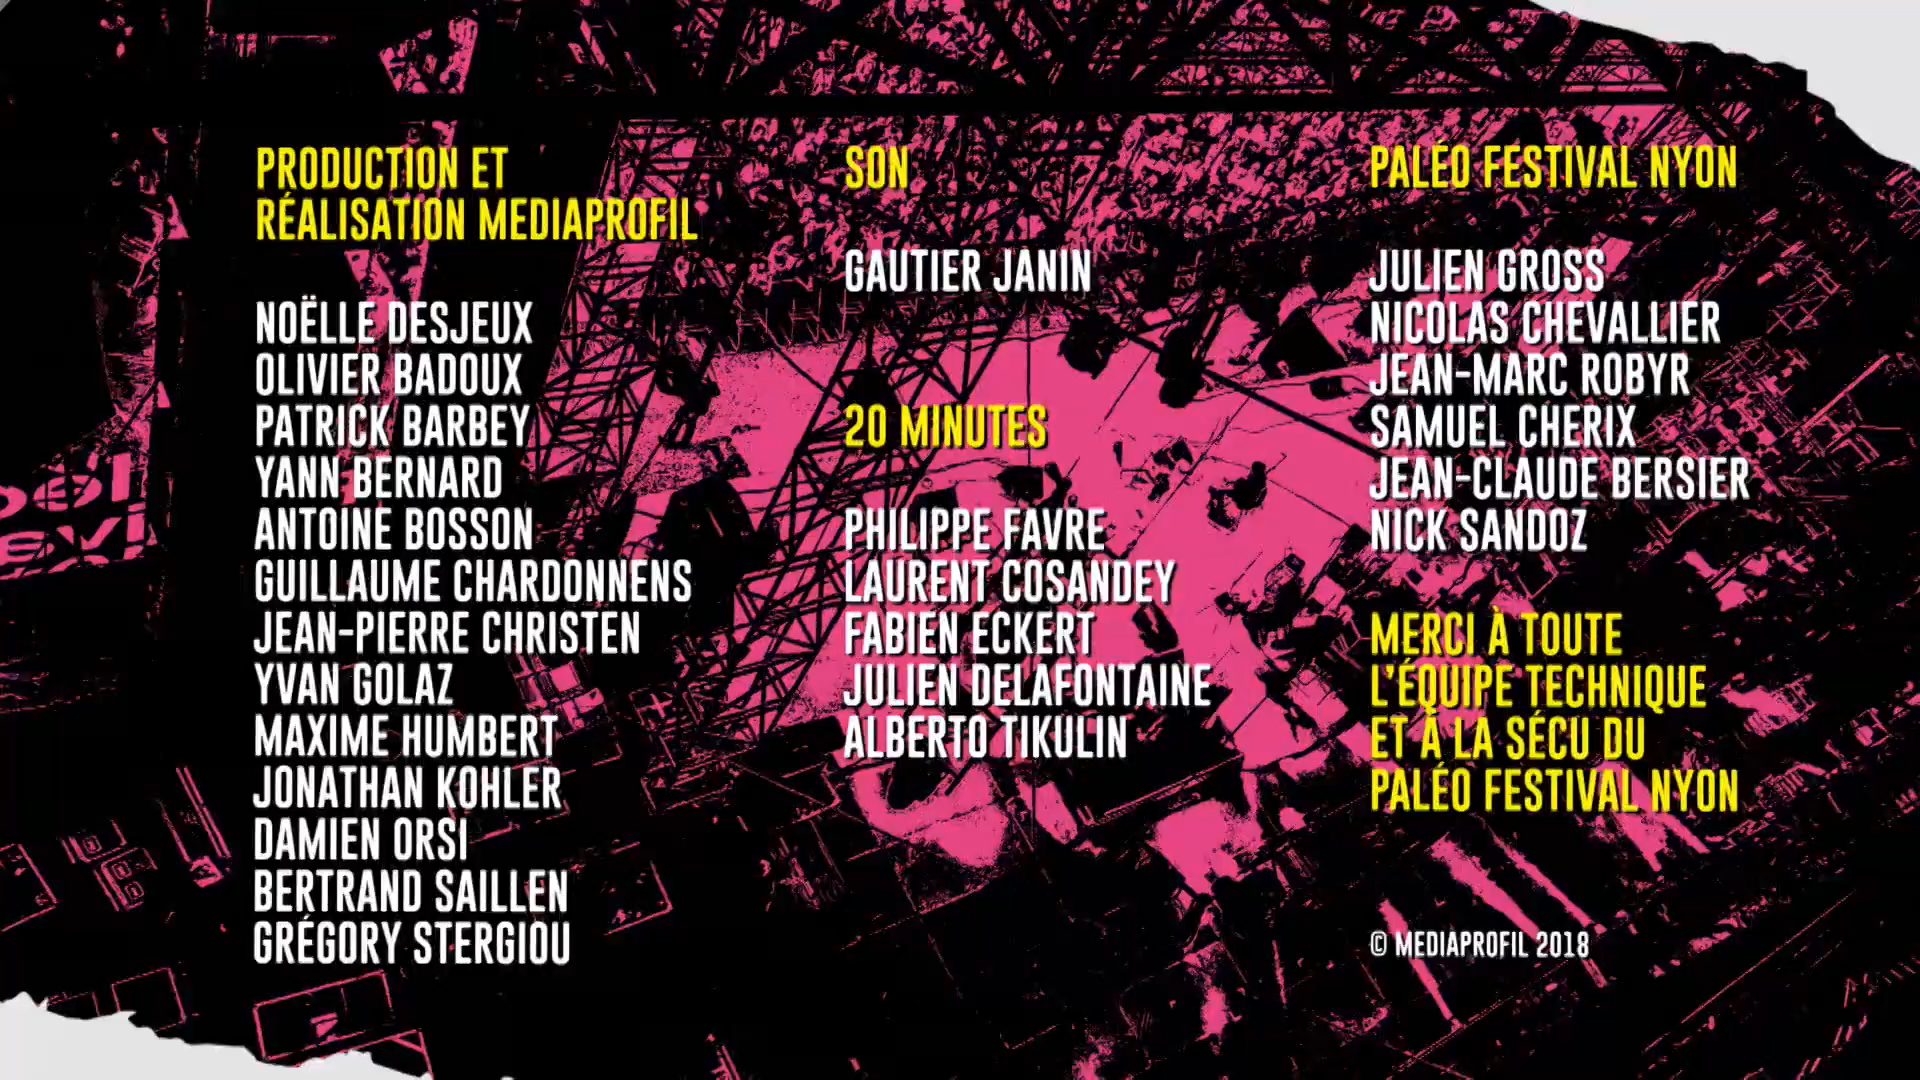 PRODUCTION ET
RÉALISATION MEDIAPROFIL
NOËLLE DESJEUX
OLIVIER BADOUX
PATRICK BARBEY
YANN BERNARD
ANTOINE BOSSON
GUILLAUME CHARDONNENS
JEAN-PIERRE CHRISTEN
YVAN GOLAZ
MAXIME HUMBERT
JONATHAN KOHLER
DAMIEN ORSI
BERTRAND SAILLEN
GRÉGORY STERGIOU
SON
GAUTIER JANIN
20 MINUTES
PHILIPPE FAVRE
LAURENT COSANDEY
FABIEN ECKERT
JULIEN DELAFONTAINE
ALBERTO TIKULIN
PALÉO FESTIVAL NYON
JULIEN GROSS
NICOLAS CHEVALLIER
JEAN-MARC ROBYR
SAMUEL CHERIX
JEAN-CLAUDE BERSIER
NICK SANDOZ
MERCI À TOUTE
L'ÉQUIPE TECHNIQUE
ET À LA SÉCU DU
PALÉO FESTIVAL NYON
© MEDIAPROFIL 2018